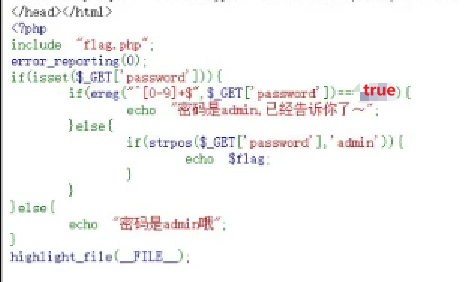 </head></html>
<?php
include "flag.php";
error_reporting(0);
if(isset($_GET['password'])){
if(ereg("^[0-9]+$",$_GET['password'])== true){
echo "密码是admin,已经告诉你了~";
}else{
if(strpos($_GET['password'],'admin')){
echo $flag;
}
}
}else{
echo "密码是admin哦";
}
highlight_file(__FILE__);